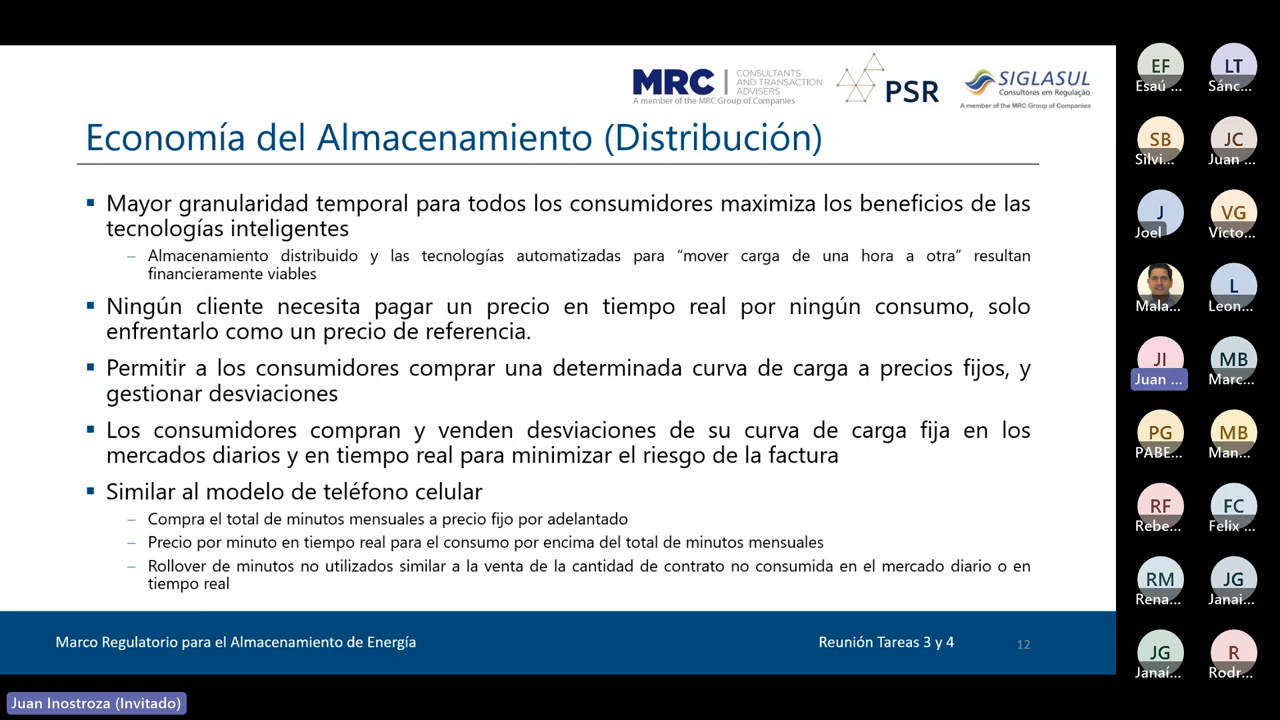 MRC
CONSULTANTS
AND TRANSACTION
ADVISERS
A member of the MRC Group of Companies
PSR
SIGLASUL
Consultores em Regulação
A member of the MRC Group of Companies
Economía del Almacenamiento (Distribución)
▪ Mayor granularidad temporal para todos los consumidores maximiza los beneficios de las
tecnologías inteligentes
– Almacenamiento distribuido y las tecnologías automatizadas para “mover carga de una hora a otra” resultan
financieramente viables
▪ Ningún cliente necesita pagar un precio en tiempo real por ningún consumo, solo
enfrentarlo como un precio de referencia.
▪ Permitir a los consumidores comprar una determinada curva de carga a precios fijos, y
gestionar desviaciones
▪ Los consumidores compran y venden desviaciones de su curva de carga fija en los
mercados diarios y en tiempo real para minimizar el riesgo de la factura
▪ Similar al modelo de teléfono celular
– Compra el total de minutos mensuales a precio fijo por adelantado
– Precio por minuto en tiempo real para el consumo por encima del total de minutos mensuales
– Rollover de minutos no utilizados similar a la venta de la cantidad de contrato no consumida en el mercado diario o en
tiempo real
Marco Regulatorio para el Almacenamiento de Energía
Reunión Tareas 3 y 4
12
Juan Inostroza (Invitado)
EF
Esaú ...
LT
Sánc...
SB
Silvi...
JC
Juan ...
J
Joel
VG
Victo...
Mala...
L
Leon...
JI
Juan ...
MB
Marc...
PG
PABE...
MB
Man...
RF
Rebe...
FC
Felix ...
RM
Rena...
JG
Janai...
JG
Janaí...
R
Rodr...